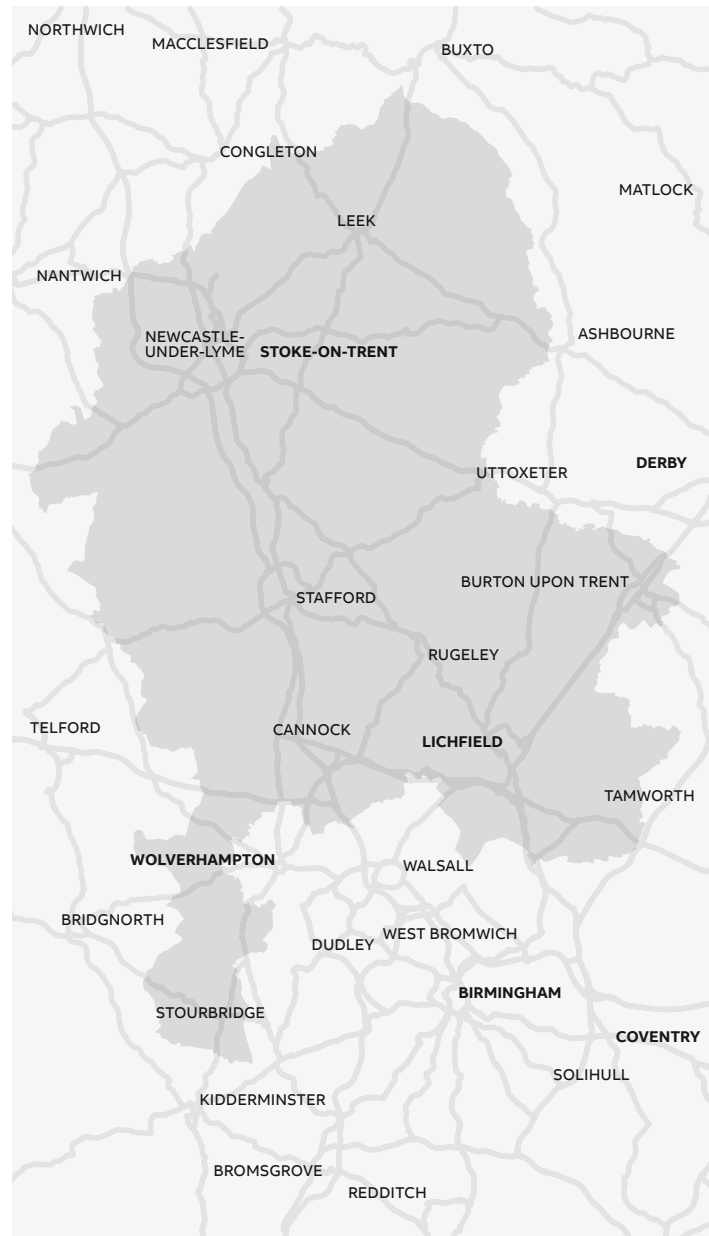 NORTHWICH
MACCLESFIELD
BUXTO
CONGLETON
MATLOCK
LEEK
NANTWICH
ASHBOURNE
NEWCASTLE-
UNDER-LYME
STOKE-ON-TRENT
DERBY
UTTOXETER
BURTON UPON TRENT
STAFFORD
RUGELEY
TELFORD
CANNOCK
LICHFIELD
TAMWORTH
WOLVERHAMPTON
WALSALL
BRIDGNORTH
WEST BROMWICH
DUDLEY
BIRMINGHAM
STOURBRIDGE
COVENTRY
SOLIHULL
KIDDERMINSTER
BROMSGROVE
REDDITCH